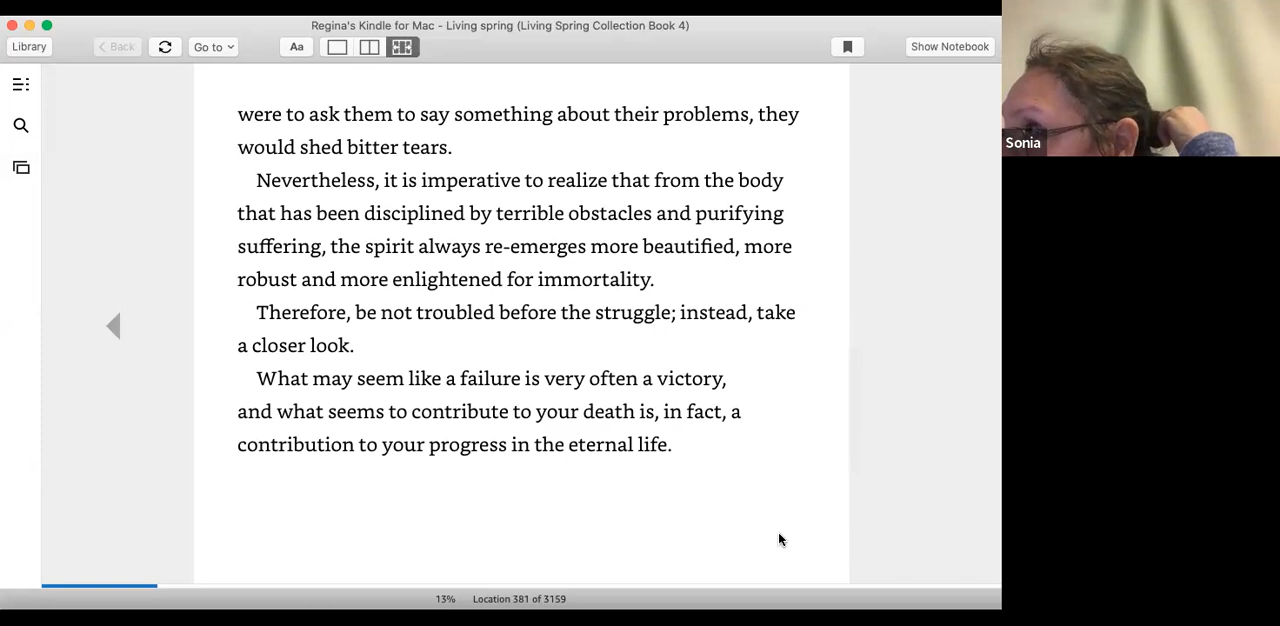 Regina's Kindle for Mac - Living spring (Living Spring Collection Book 4)
Library
Back
Go to
Aa
Show Notebook
were to ask them to say something about their problems, they
would shed bitter tears.
Nevertheless, it is imperative to realize that from the body
that has been disciplined by terrible obstacles and purifying
suffering, the spirit always re-emerges more beautified, more
robust and more enlightened for immortality.
Therefore, be not troubled before the struggle; instead, take
a closer look.
What may seem like a failure is very often a victory,
and what seems to contribute to your death is, in fact, a
contribution to your progress in the eternal life.
13% Location 381 of 3159
Sonia